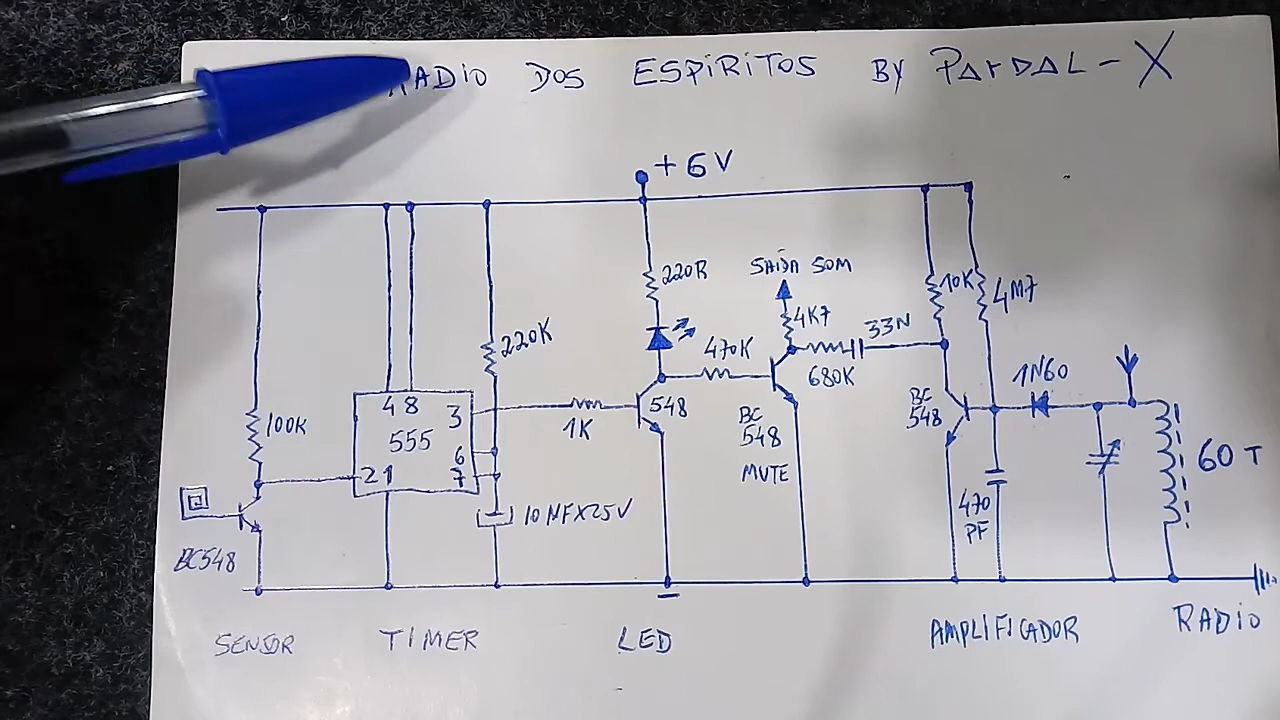 RADIO DOS ESPIRITOS BY PARDAL-X
+6V
220R
SAIDA SOM
10K
4M7
4K7
33N
220K
470K
680K
1N60
4 8
3
548
BC
548
100K
555
1K
BC
548
MUTE
6
60 T
2 1
7
470
PF
10MFX25V
BC548
SENSOR
TIMER
LED
AMPLIFICADOR
RADIO